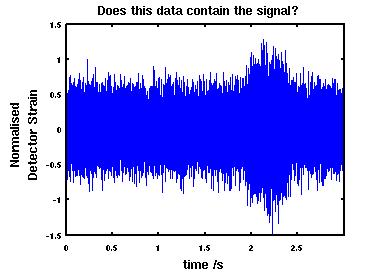 Does this data contain the signal?
1.5
1
0.5
0
-0.5
-1
-1.5
Normalised
Detector Strain
0 0.5 1 1.5 2 2.5
time /s